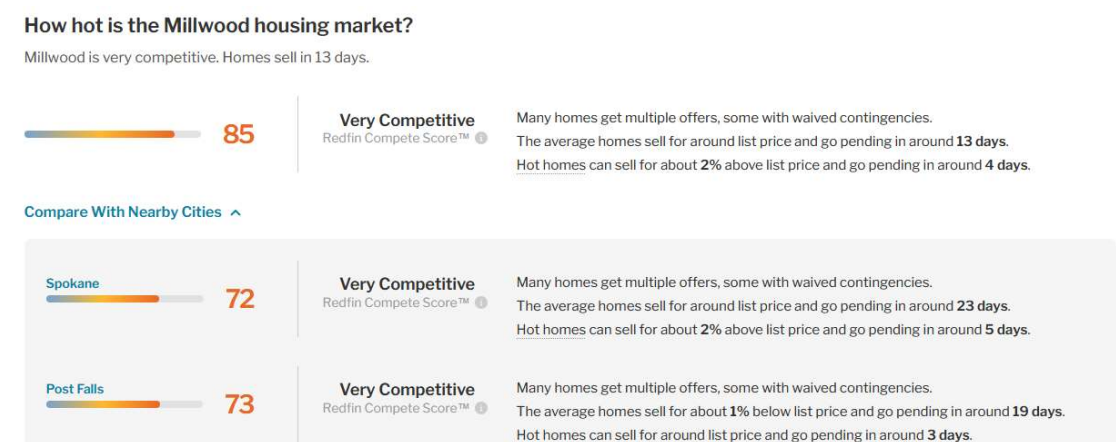 How hot is the Millwood housing market?
Millwood is very competitive. Homes sell in 13 days.
85
Very Competitive
Redfin Compete Score™
Many homes get multiple offers, some with waived contingencies.
The average homes sell for around list price and go pending in around 13 days.
Hot homes can sell for about 2% above list price and go pending in around 4 days.
Compare With Nearby Cities
Spokane
72
Very Competitive
Redfin Compete Score™
Many homes get multiple offers, some with waived contingencies.
The average homes sell for around list price and go pending in around 23 days.
Hot homes can sell for about 2% above list price and go pending in around 5 days.
Post Falls
73
Very Competitive
Redfin Compete Score™
Many homes get multiple offers, some with waived contingencies.
The average homes sell for about 1% below list price and go pending in around 19 days.
Hot homes can sell for around list price and go pending in around 3 days.